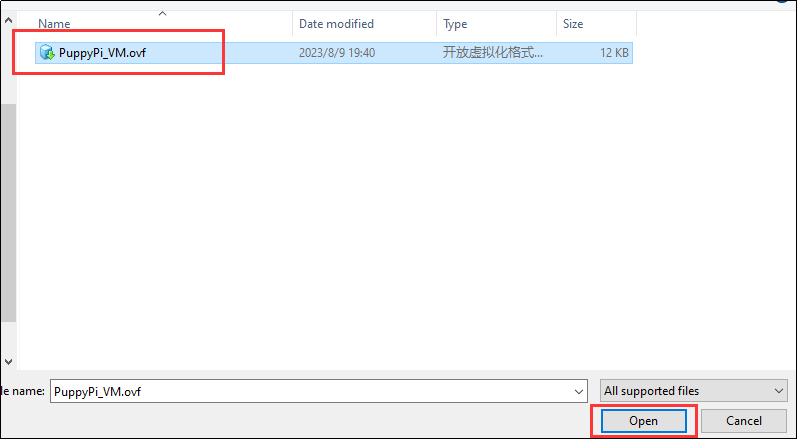 Name Date modified Type Size
PuppyPi_VM.ovf 2023/8/9 19:40 开放虚拟化格式... 12 KB
le name: PuppyPi_VM.ovf All supported files
Open Cancel